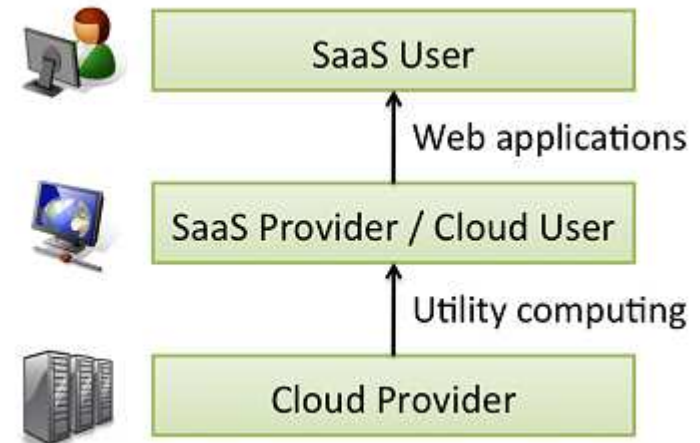 SaaS User
Web applications
SaaS Provider / Cloud User
Utility computing
Cloud Provider